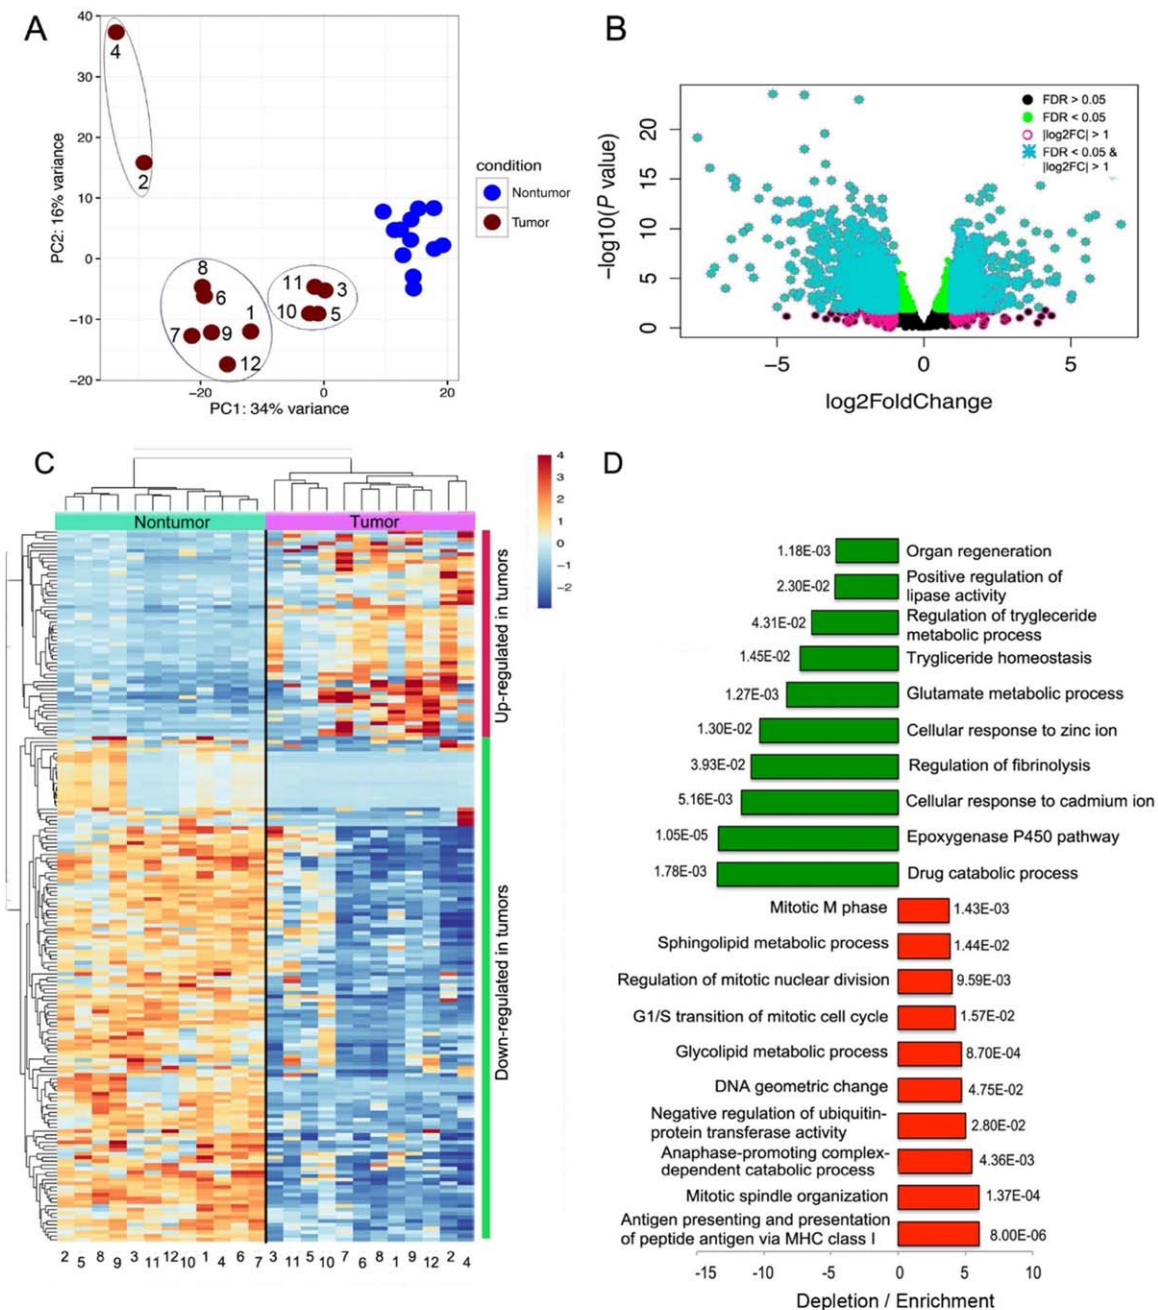 A
40
30
20
10
0
−10
−20
PC2: 16% variance
4
2
8
6
1
7
9
12
11
3
10
5
−20
0
20
PC1: 34% variance
condition
Nontumor
Tumor
B
−log10(P value)
20
15
10
5
0
FDR > 0.05
FDR < 0.05
|log2FC| > 1
FDR < 0.05 &
|log2FC| > 1
−5
0
5
log2FoldChange
C
4
3
2
1
0
−1
−2
Nontumor
Tumor
Up-regulated in tumors
Down-regulated in tumors
2 5 8 9 3 11 12 10 1 4 6 7 3 11 5 10 7 6 8 1 9 12 2 4
D
1.18E-03 Organ regeneration
2.30E-02 Positive regulation of
lipase activity
4.31E-02 Regulation of trygleceride
metabolic process
1.45E-02 Trygliceride homeostasis
1.27E-03 Glutamate metabolic process
1.30E-02 Cellular response to zinc ion
3.93E-02 Regulation of fibrinolysis
5.16E-03 Cellular response to cadmium ion
1.05E-05 Epoxygenase P450 pathway
1.78E-03 Drug catabolic process
Mitotic M phase 1.43E-03
Sphingolipid metabolic process 1.44E-02
Regulation of mitotic nuclear division 9.59E-03
G1/S transition of mitotic cell cycle 1.57E-02
Glycolipid metabolic process 8.70E-04
DNA geometric change 4.75E-02
Negative regulation of ubiquitin-
protein transferase activity 2.80E-02
Anaphase-promoting complex-
dependent catabolic process 4.36E-03
Mitotic spindle organization 1.37E-04
Antigen presenting and presentation
of peptide antigen via MHC class I 8.00E-06
-15 -10 -5 0 5 10
Depletion / Enrichment